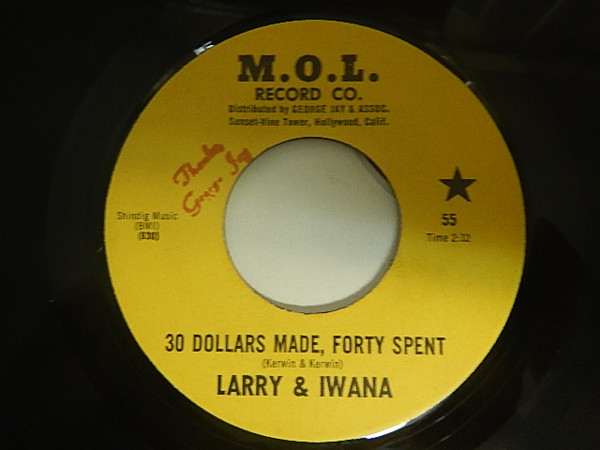 M.O.L.
RECORD CO.
Distributed by GEORGE JAY & ASSOC.
Sunset-Vine Tower, Hollywood, Calif.
Thanks
George Jay
Shindig Music
(BMI)
(630)
55
Time 2:32
30 DOLLARS MADE, FORTY SPENT
(Kerwin & Kerwin)
LARRY & IWANA